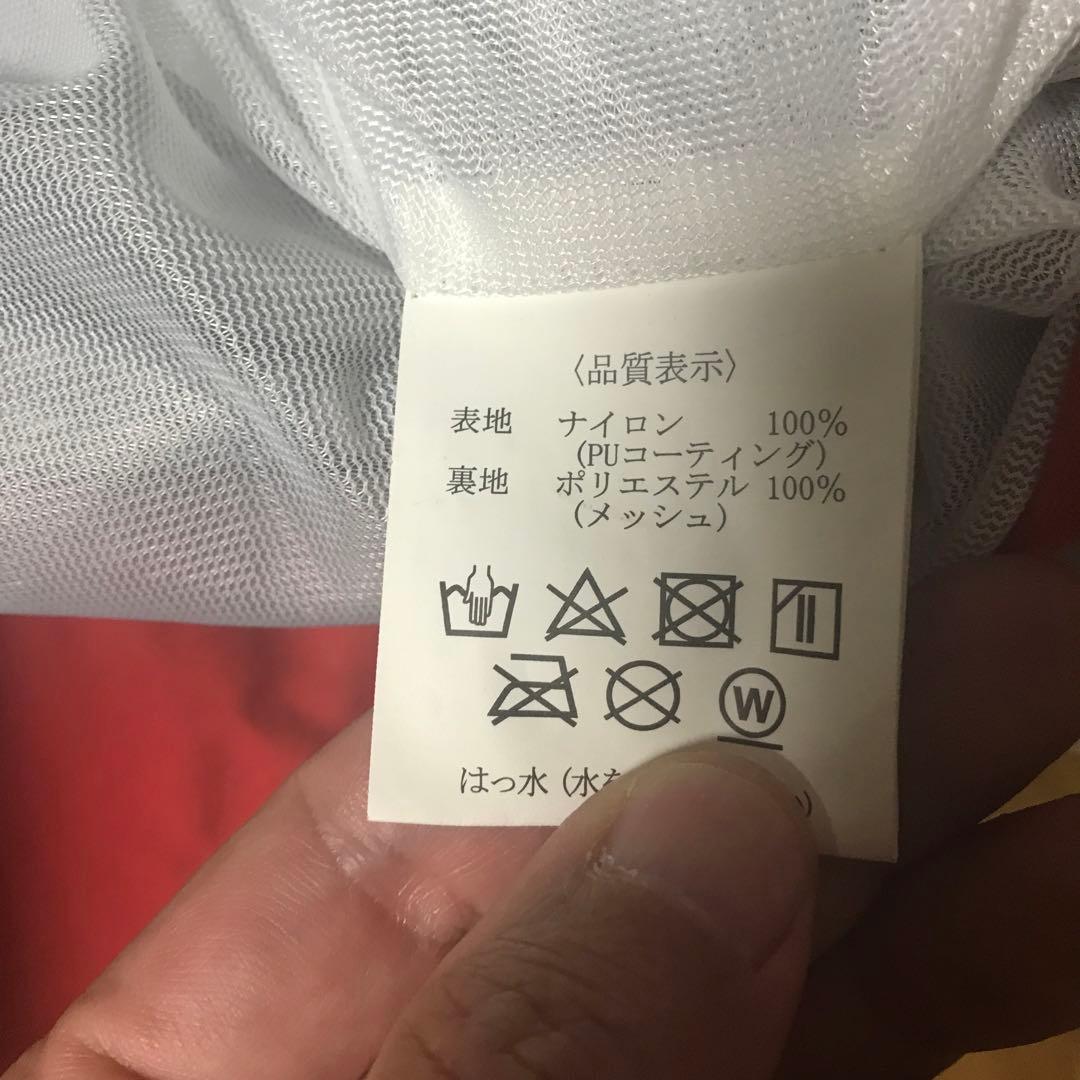 〈品質表示〉
表地 ナイロン 100%
(PUコーティング)
裏地 ポリエステル 100%
(メッシュ)
W
はっ水 (水を